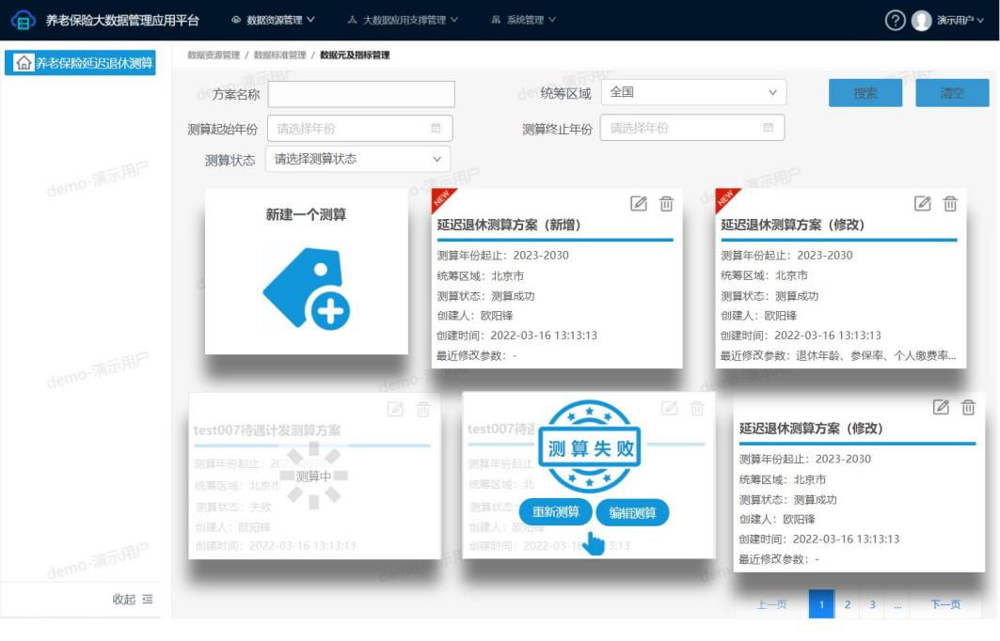 养老保险大数据管理应用平台 数据资源管理 大数据应用支撑管理 系统管理 ? 演示用户
养老保险延迟退休测算
数据资源管理 / 数据标准管理 / 数据元及指标管理
方案名称 统筹区域 全国 搜索 清空
测算起始年份 请选择年份 测算终止年份 请选择年份
测算状态 请选择测算状态
新建一个测算
NEW
延迟退休测算方案（新增）
测算年份起止：2023-2030
统筹区域：北京市
测算状态：测算成功
创建人：欧阳锋
创建时间：2022-03-16 13:13:13
最近修改参数：-
NEW
延迟退休测算方案（修改）
测算年份起止：2023-2030
统筹区域：北京市
测算状态：测算成功
创建人：欧阳锋
创建时间：2022-03-16 13:13:13
最近修改参数：退休年龄、参保率、个人缴费率...
test007待遇计发测算方案
测算年份起止：2023-2030
统筹区域：北京市
测算状态：失败
创建人：欧阳锋
创建时间：2022-03-16 13:13:13
测算中
test007待遇
测算年份起止
统筹区域：北
测算状态：
创建人：欧阳锋
创建时间：2022-03-16 13:13:13
测算失败
重新测算 编辑测算
延迟退休测算方案（修改）
测算年份起止：2023-2030
统筹区域：北京市
测算状态：测算成功
创建人：欧阳锋
创建时间：2022-03-16 13:13:13
最近修改参数：-
收起
上一页 1 2 3 ... 下一页
demo-演示用户
demo-演示用户
demo-演示用户